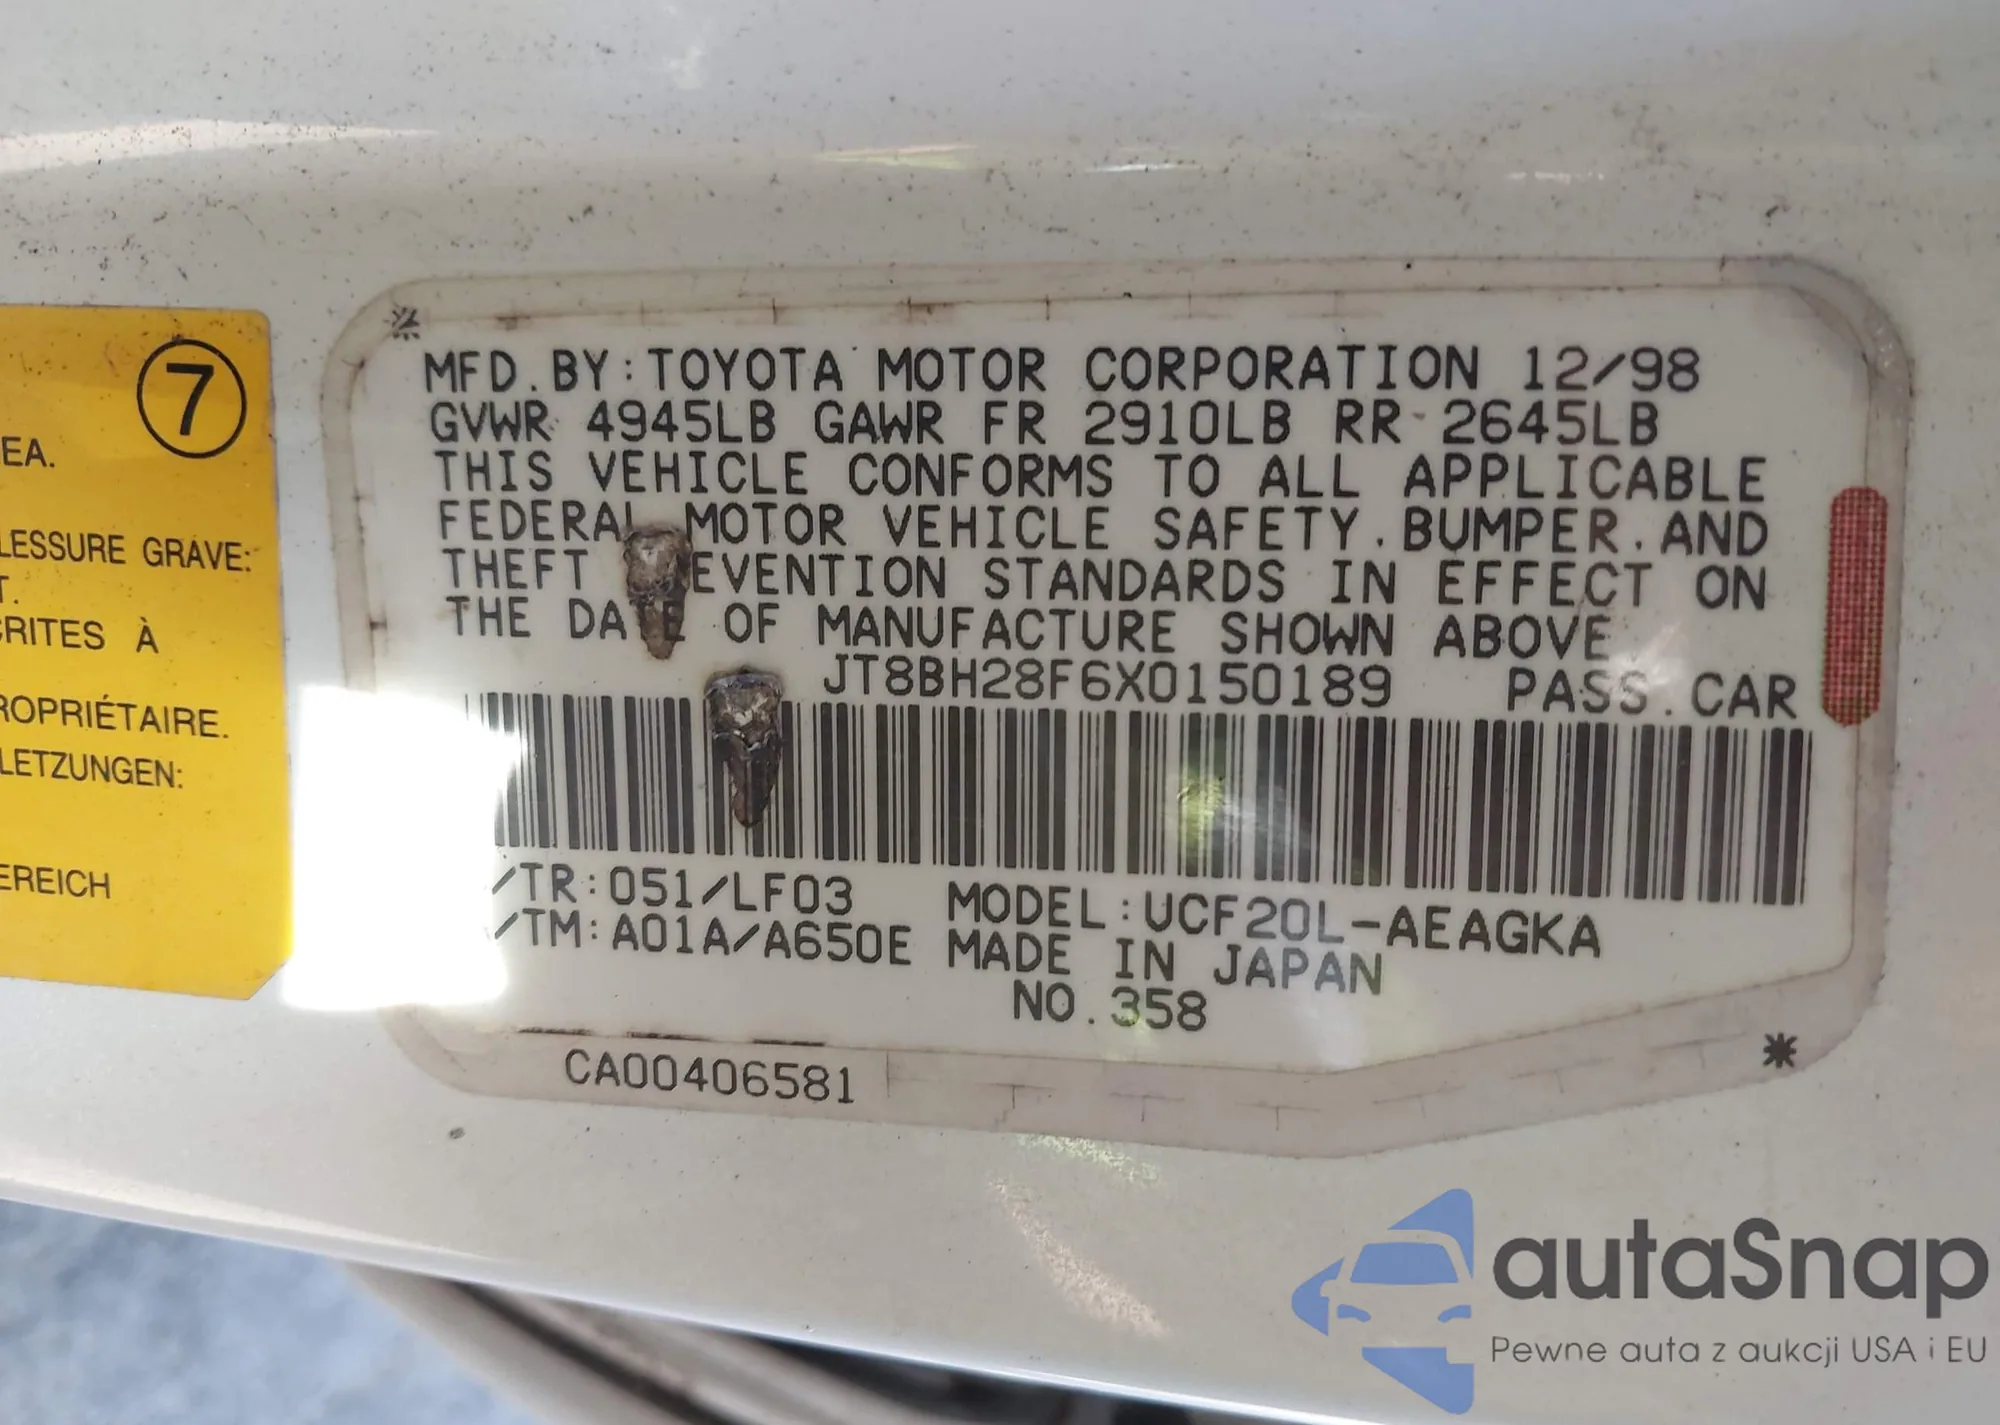 7
EA.
LESSURE GRAVE:
T.
CRITES À
ROPRIÉTAIRE.
LETZUNGEN:
EREICH
MFD.BY:TOYOTA MOTOR CORPORATION 12/98
GVWR 4945LB GAWR FR 2910LB RR 2645LB
THIS VEHICLE CONFORMS TO ALL APPLICABLE
FEDERAL MOTOR VEHICLE SAFETY.BUMPER.AND
THEFT EVENTION STANDARDS IN EFFECT ON
THE DATE OF MANUFACTURE SHOWN ABOVE
JT8BH28F6X0150189 PASS.CAR
/TR:051/LF03 MODEL:UCF20L-AEAGKA
/TM:A01A/A650E MADE IN JAPAN
NO.358
CA00406581
autaSnap
Pewne auta z aukcji USA i EU